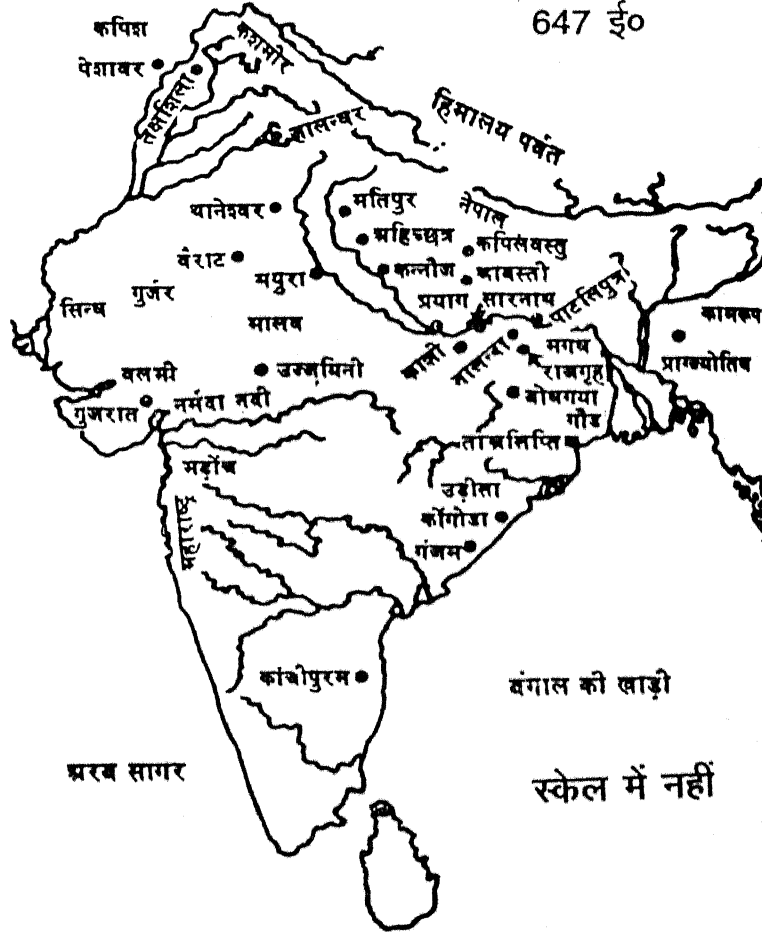 647 ई०
कपिश
कश्मीर
पेशावर
तक्षशिला
जालन्धर
हिमालय पर्वत
थानेश्वर
मतिपुर
नेपाल
अहिच्छत्र
कपिलवस्तु
वैराट
मथुरा
कन्नौज
श्रावस्ती
सिन्ध
गुर्जर
प्रयाग
सारनाथ
पाटलिपुत्र
कामरूप
मालव
काशी
नालन्दा
मगध
प्राग्ज्योतिष
राजगृह
वलभी
उज्जयिनी
बोधगया
गुजरात
नर्मदा नदी
गौड
ताम्रलिप्ति
भड़ोंच
उड़ीसा
महाराष्ट्र
कोंगोडा
गंजम
कांजीपुरम
बंगाल की खाड़ी
अरब सागर
स्केल में नहीं